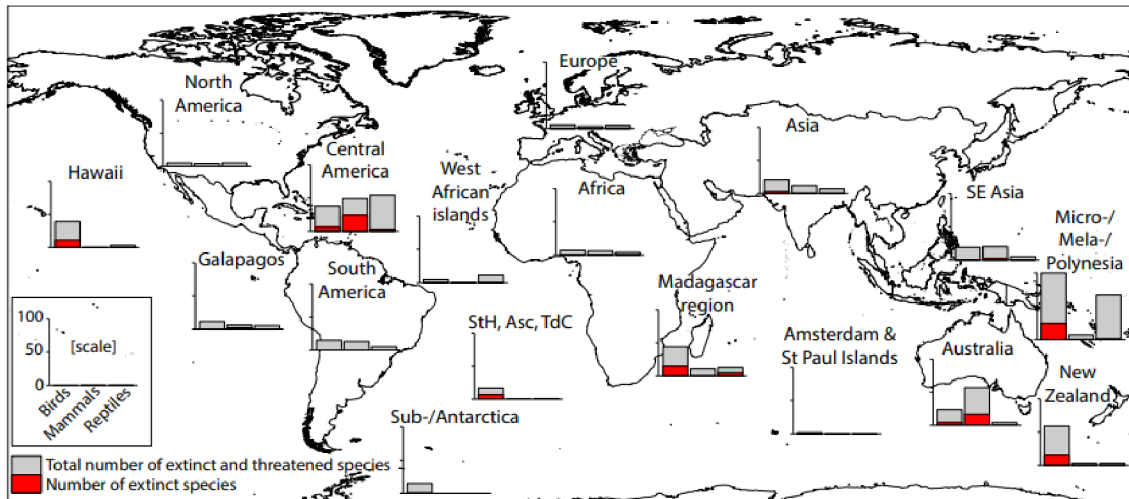 Europe
North
America
Asia
Central
America
Hawaii
West
African
islands
Africa
SE Asia
Micro-/
Mela-/
Polynesia
Galapagos
South
America
Madagascar
region
StH, Asc, TdC
Amsterdam &
St Paul Islands
Australia
New
Zealand
100
50
[scale]
0
Birds
Mammals
Reptiles
Sub-/Antarctica
Total number of extinct and threatened species
Number of extinct species